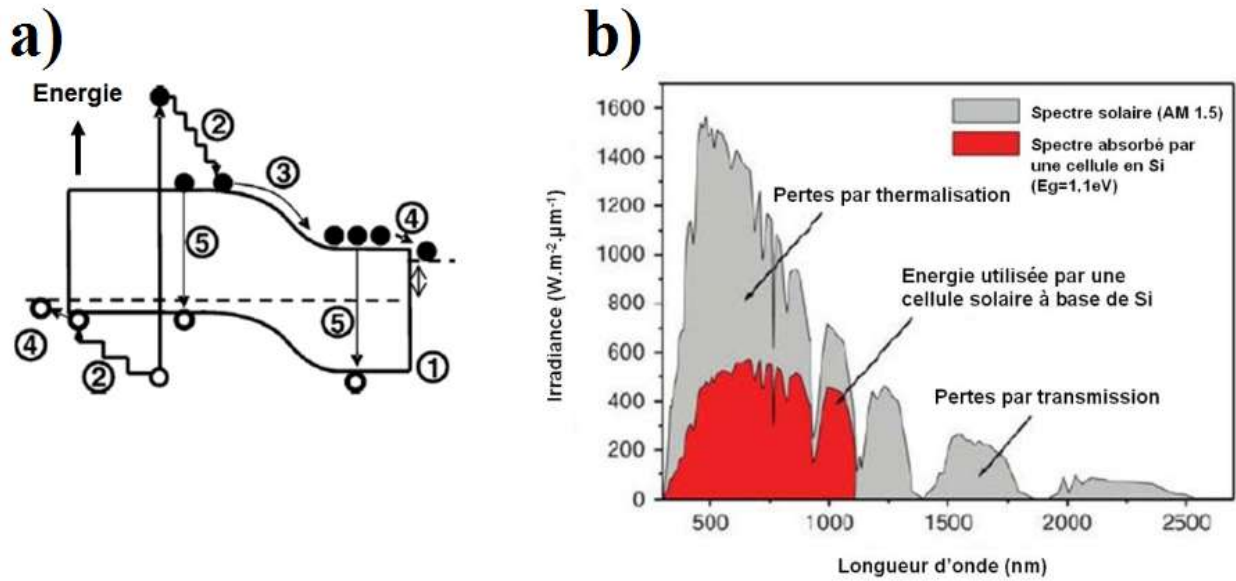 a)
Energie
②
③
④
⑤
④
⑤
②
①
b)
Irradiance (W.m-2.µm-1)
1600
1400
1200
1000
800
600
400
200
0
Spectre solaire (AM 1.5)
Spectre absorbé par
une cellule en Si
(Eg=1,1eV)
Pertes par thermalisation
Energie utilisée par une
cellule solaire à base de Si
Pertes par transmission
500
1000
1500
2000
2500
Longueur d'onde (nm)